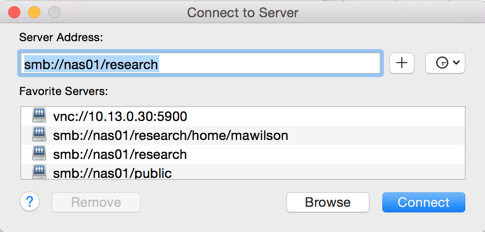 Connect to Server
Server Address:
smb://nas01/research
+
Favorite Servers:
vnc://10.13.0.30:5900
smb://nas01/research/home/mawilson
smb://nas01/research
smb://nas01/public
?
Remove
Browse
Connect